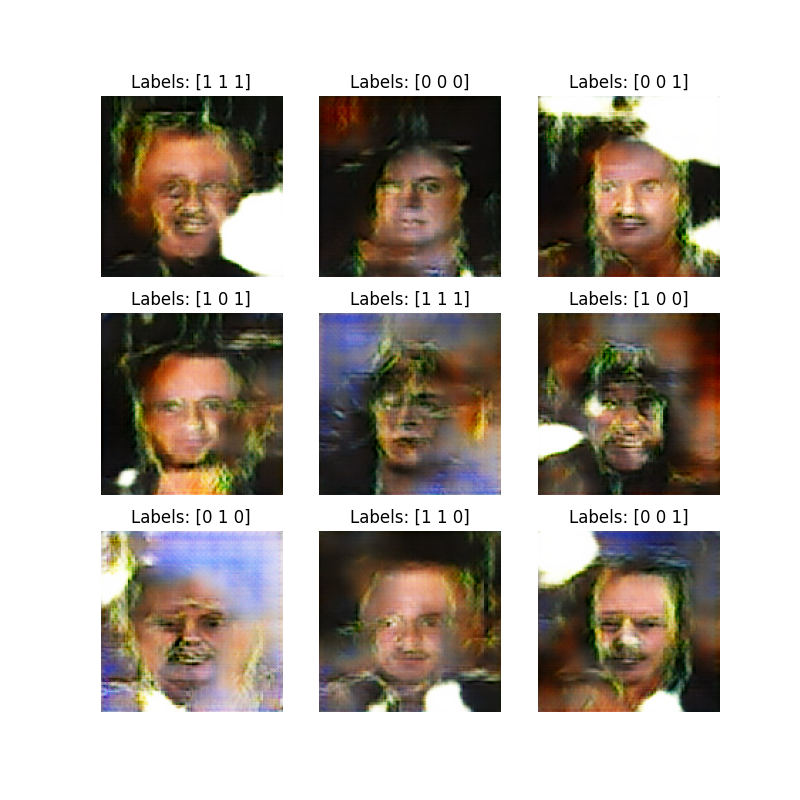 Labels: [1 1 1]
Labels: [0 0 0]
Labels: [0 0 1]
Labels: [1 0 1]
Labels: [1 1 1]
Labels: [1 0 0]
Labels: [0 1 0]
Labels: [1 1 0]
Labels: [0 0 1]